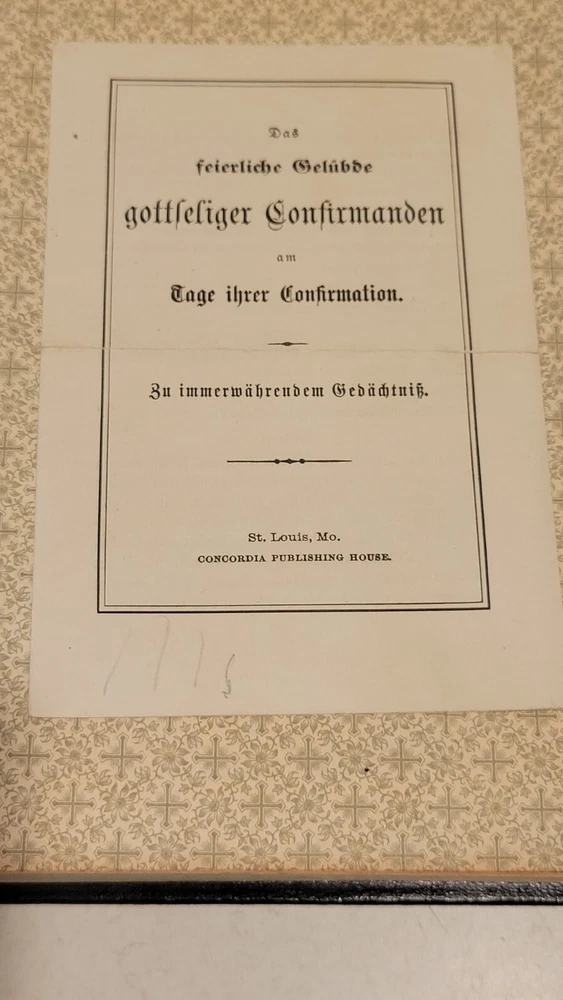 Das
feierliche Gelübde
gottseliger Confirmanden
am
Tage ihrer Confirmation.
Zu immerwährendem Gedächtniß.
St. Louis, Mo.
CONCORDIA PUBLISHING HOUSE.